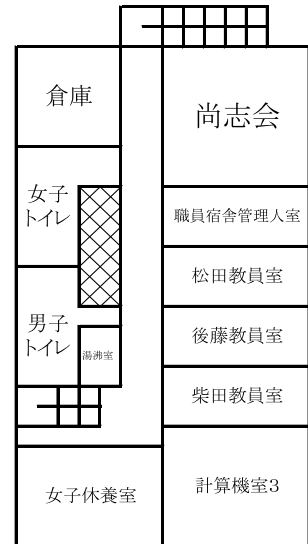 倉庫
尚志会
女子
トイレ
職員宿舎管理人室
松田教員室
男子
トイレ
湯沸室
後藤教員室
柴田教員室
女子休養室
計算機室3